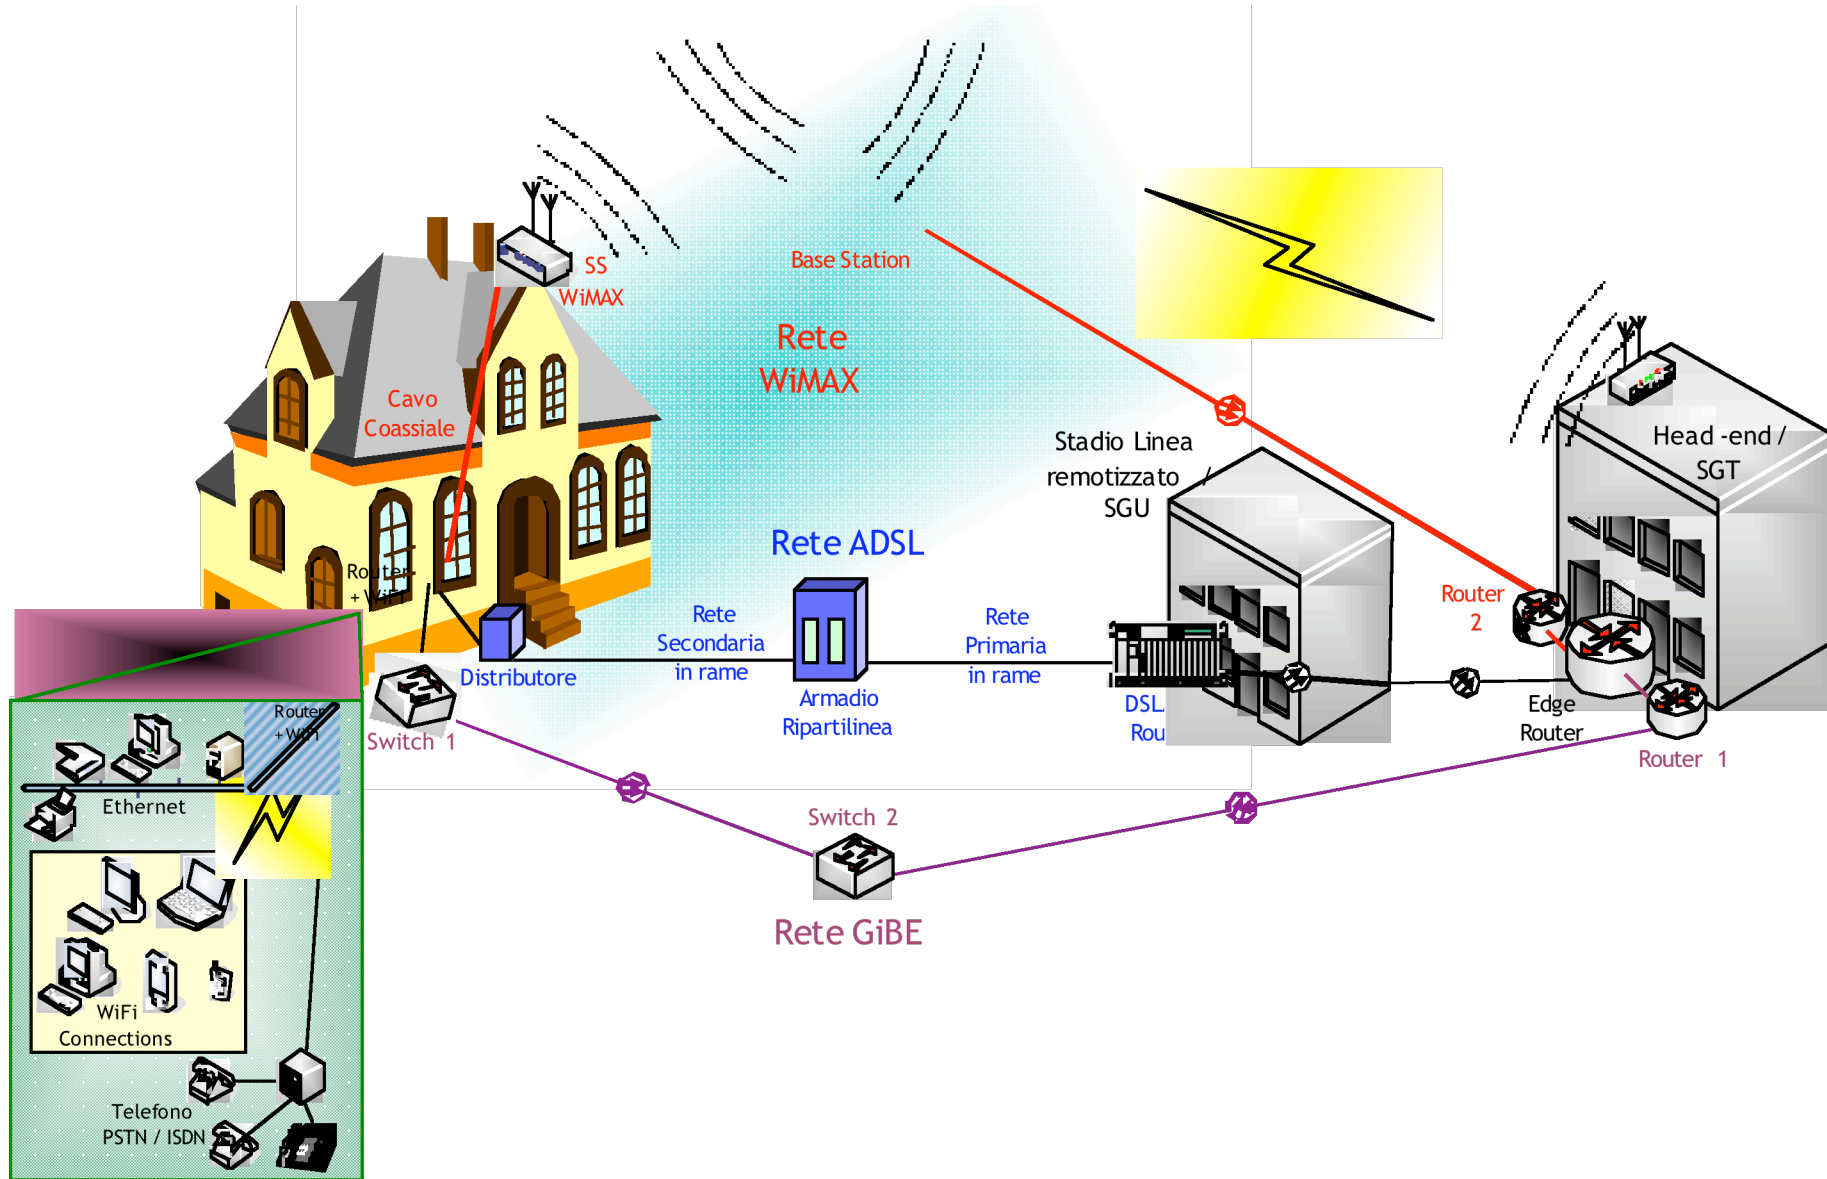 Base Station
SS
WiMAX
Rete
WiMAX
Cavo
Coassiale
Stadio Linea
remotizzato /
SGU
Head -end /
SGT
Rete ADSL
Router
+ WiFi
Rete
Secondaria
in rame
Rete
Primaria
in rame
Router
2
Distributore
Armadio
Ripartilinea
Edge
Router
Switch 1
Router 1
Router
+ WiFi
Ethernet
Switch 2
Rete GiBE
WiFi
Connections
Telefono
PSTN / ISDN